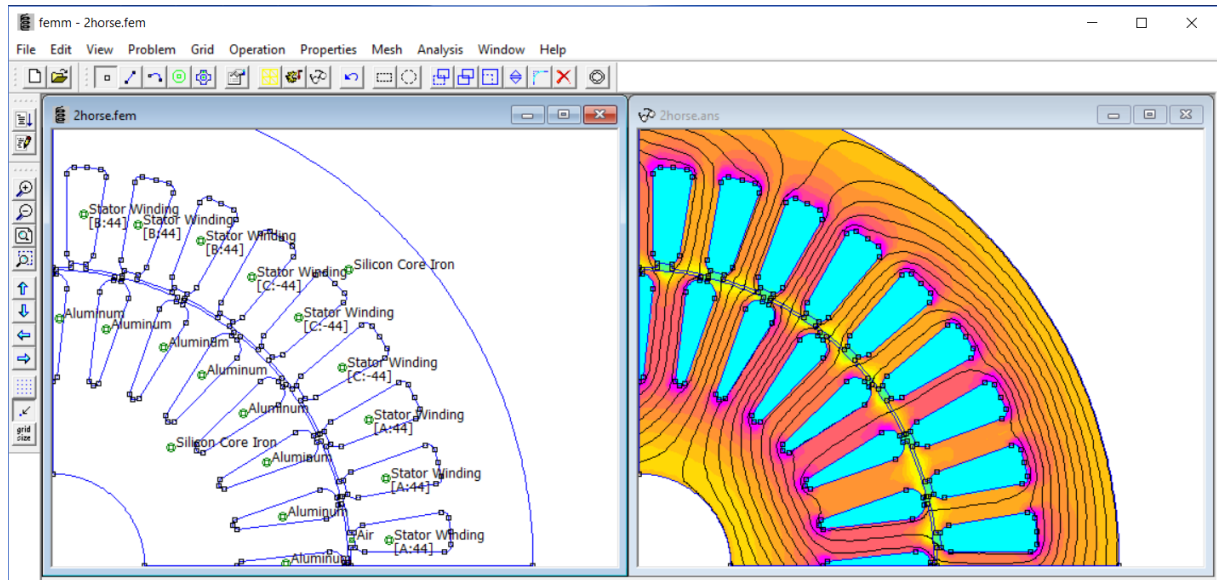 femm - 2horse.fem
File Edit View Problem Grid Operation Properties Mesh Analysis Window Help
2horse.fem
2horse.ans
Stator Winding
[B:44]
Stator Winding
[B:44]
Stator Winding
[B:44]
Stator Winding
[C:-44]
Silicon Core Iron
Stator Winding
[C:-44]
Stator Winding
[C:-44]
Stator Winding
[A:44]
Stator Winding
[A:44]
Stator Winding
[A:44]
Air
Aluminum
Aluminum
Aluminum
Aluminum
Aluminum
Silicon Core Iron
Aluminum
Aluminum
Aluminum
grid
size